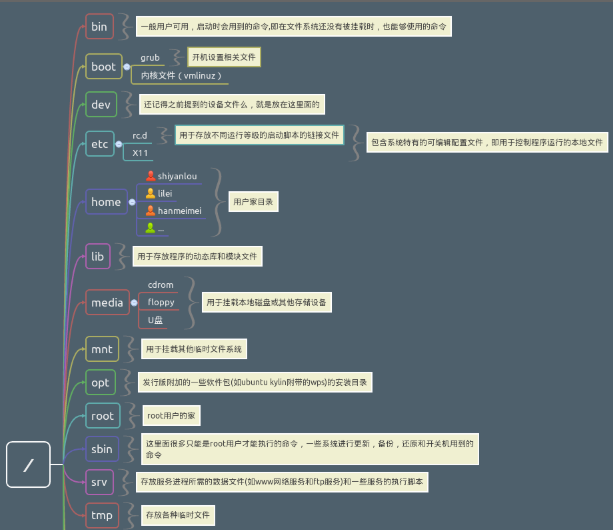 bin
一般用户可用，启动时会用到的命令,即在文件系统还没有被挂载时，也能够使用的命令
boot
grub
开机设置相关文件
内核文件（vmlinuz）
dev
还记得之前提到的设备文件么，就是放在这里面的
etc
rc.d
用于存放不同运行等级的启动脚本的链接文件
X11
包含系统特有的可编辑配置文件，即用于控制程序运行的本地文件
home
shiyanlou
lilei
hanmeimei
...
用户家目录
lib
用于存放程序的动态库和模块文件
media
cdrom
floppy
U盘
用于挂载本地磁盘或其他存储设备
mnt
用于挂载其他临时文件系统
opt
发行版附加的一些软件包(如ubuntu kylin附带的wps)的安装目录
root
root用户的家
sbin
这里面很多只能是root用户才能执行的命令，一些系统进行更新，备份，还原和开关机用到的
命令
/
srv
存放服务进程所需的数据文件(如www网络服务和ftp服务)和一些服务的执行脚本
tmp
存放各种临时文件